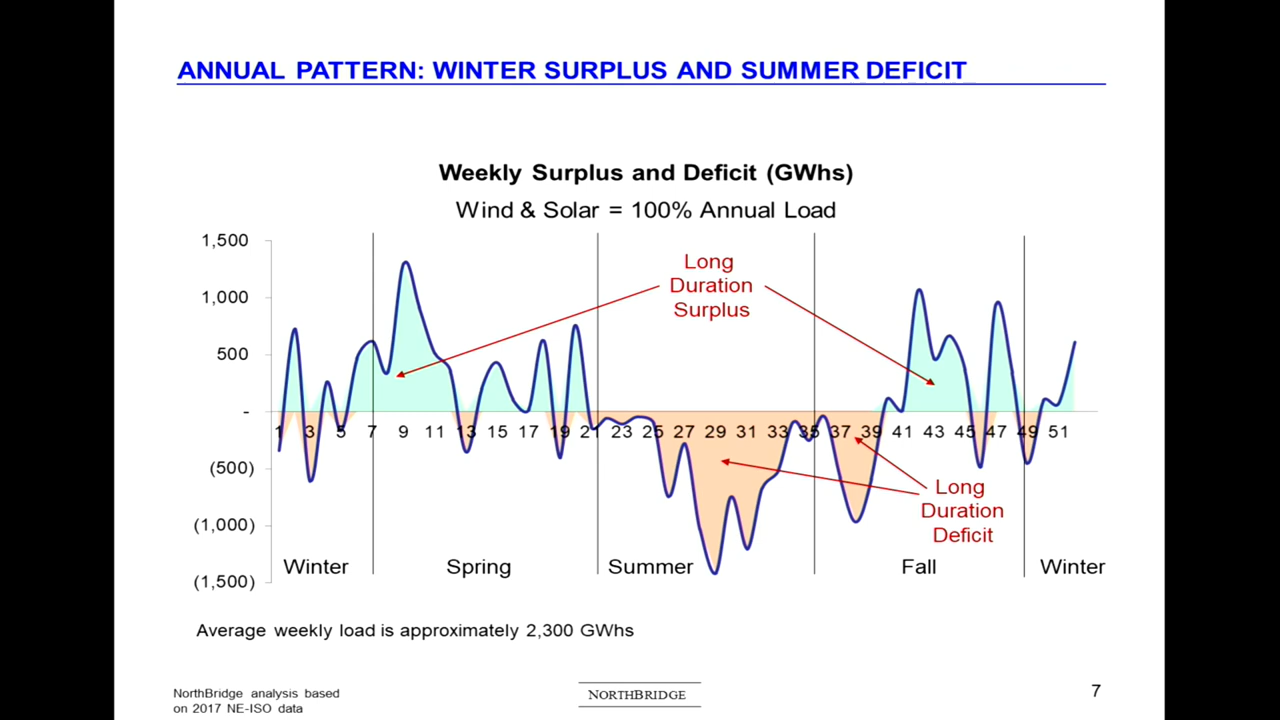 ANNUAL PATTERN: WINTER SURPLUS AND SUMMER DEFICIT
Weekly Surplus and Deficit (GWhs)
Wind & Solar = 100% Annual Load
1,500
1,000
500
-
(500)
(1,000)
(1,500)
Long
Duration
Surplus
1 3 5 7 9 11 13 15 17 19 21 23 25 27 29 31 33 35 37 39 41 43 45 47 49 51
Long
Duration
Deficit
Winter Spring Summer Fall Winter
Average weekly load is approximately 2,300 GWhs
NorthBridge analysis based
on 2017 NE-ISO data
NORTHBRIDGE
7